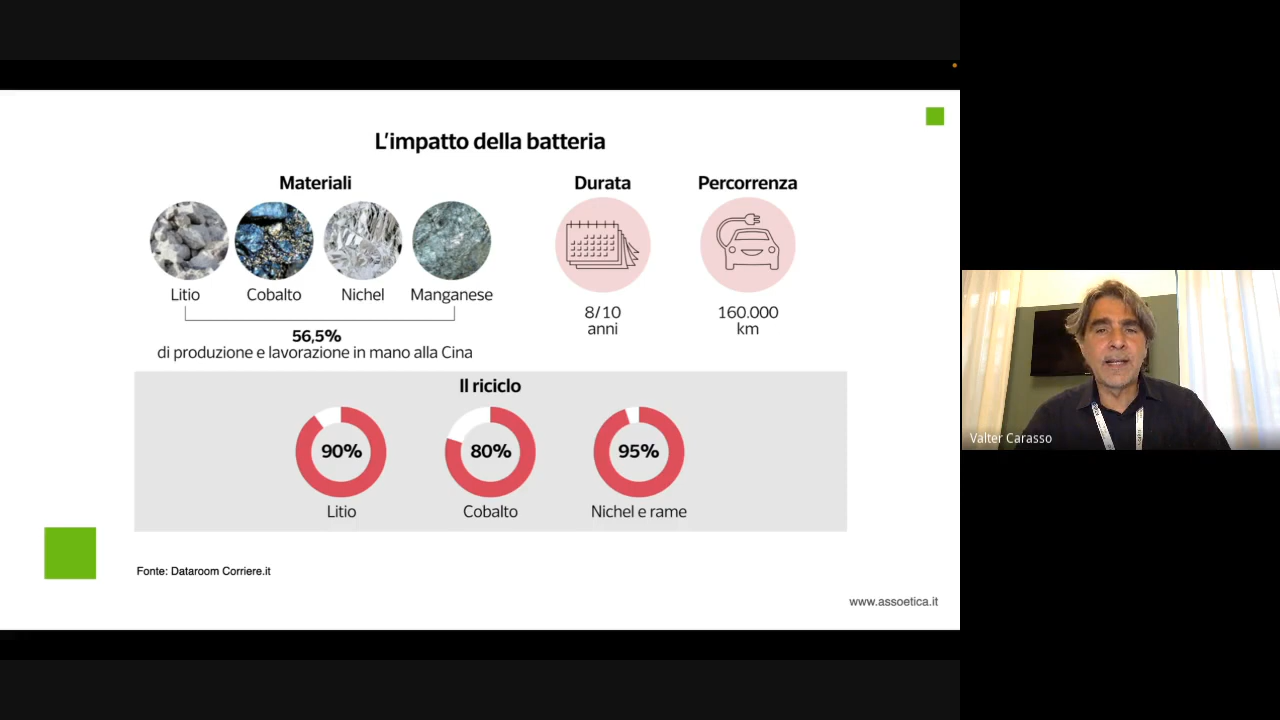 L'impatto della batteria
Materiali
Litio
Cobalto
Nichel
Manganese
56,5%
di produzione e lavorazione in mano alla Cina
Durata
8/10
anni
Percorrenza
160.000
km
Il riciclo
90%
Litio
80%
Cobalto
95%
Nichel e rame
Fonte: Dataroom Corriere.it
www.assoetica.it
Valter Carasso